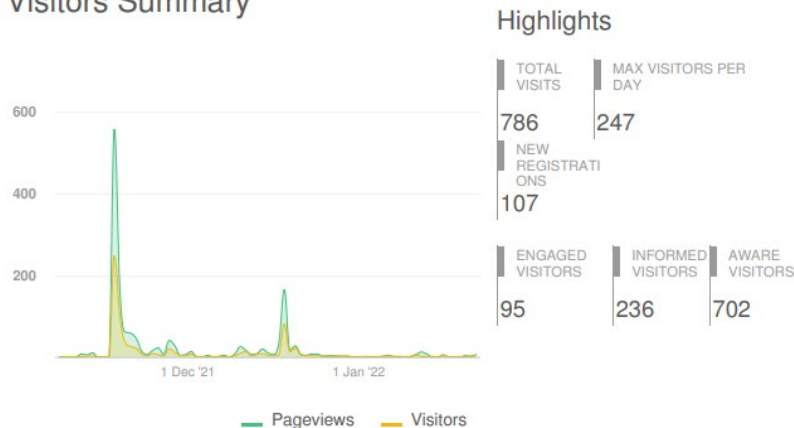 Visitors Summary
Highlights
TOTAL
VISITS
786
MAX VISITORS PER
DAY
247
NEW
REGISTRATI
ONS
107
ENGAGED
VISITORS
95
INFORMED
VISITORS
236
AWARE
VISITORS
702
600
400
200
1 Dec '21
1 Jan '22
Pageviews
Visitors